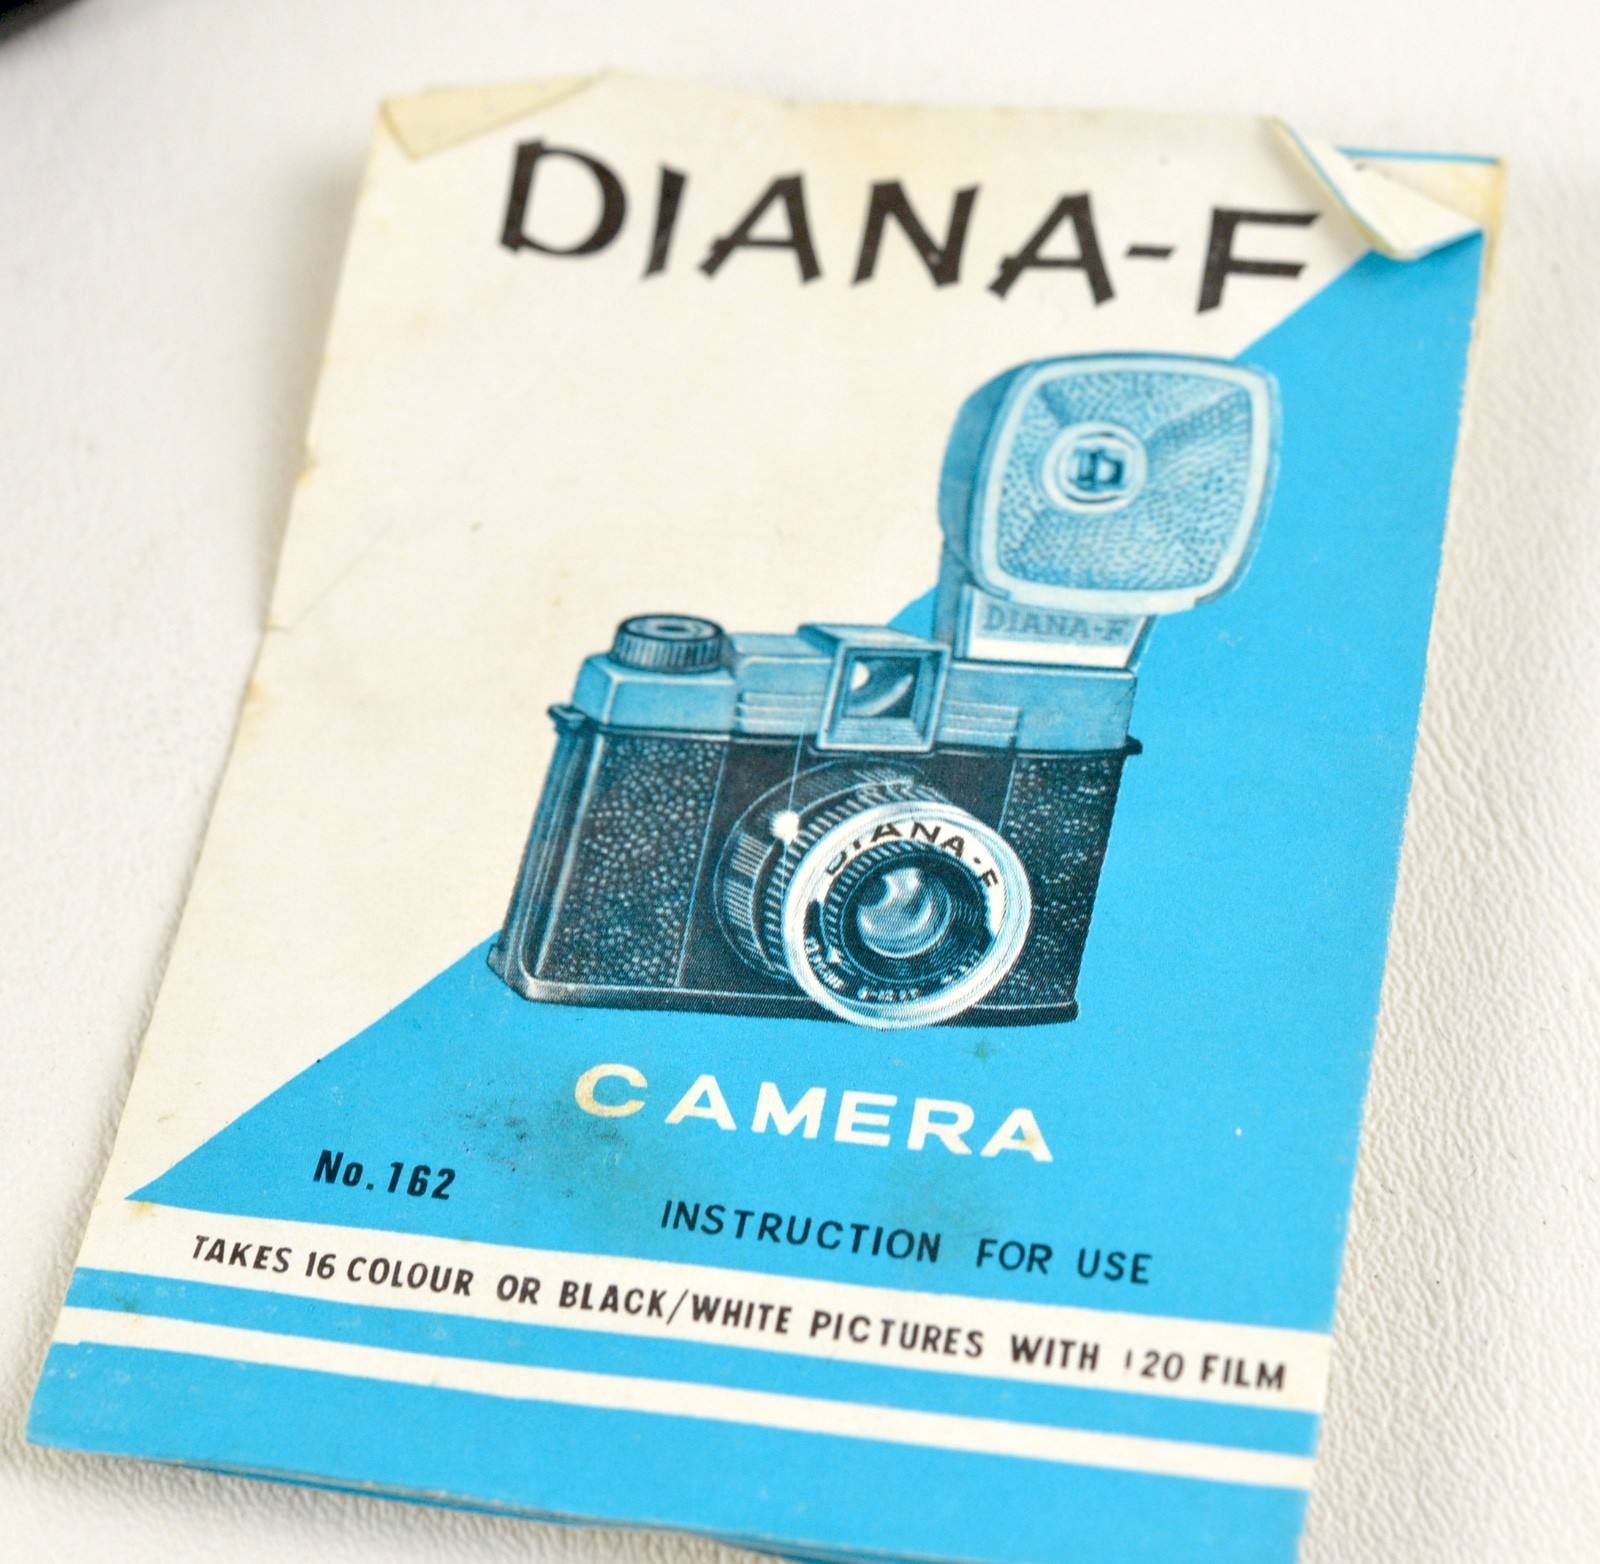 DIANA-F
DIANA-F
DIANA-F
CAMERA
No. 162
INSTRUCTION FOR USE
TAKES 16 COLOUR OR BLACK/WHITE PICTURES WITH 120 FILM